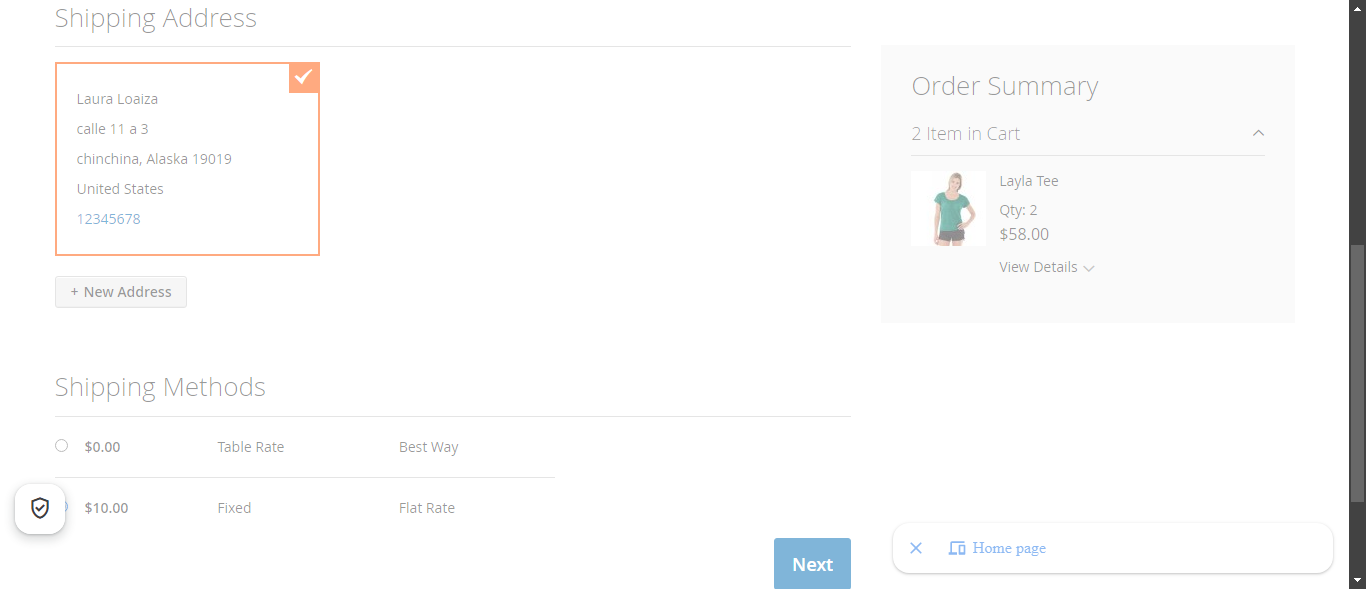 Shipping Address
Laura Loaiza
calle 11 a 3
chinchina, Alaska 19019
United States
12345678
+ New Address
Order Summary
2 Item in Cart
Layla Tee
Qty: 2
$58.00
View Details
Shipping Methods
$0.00 Table Rate Best Way
$10.00 Fixed Flat Rate
Next
Home page